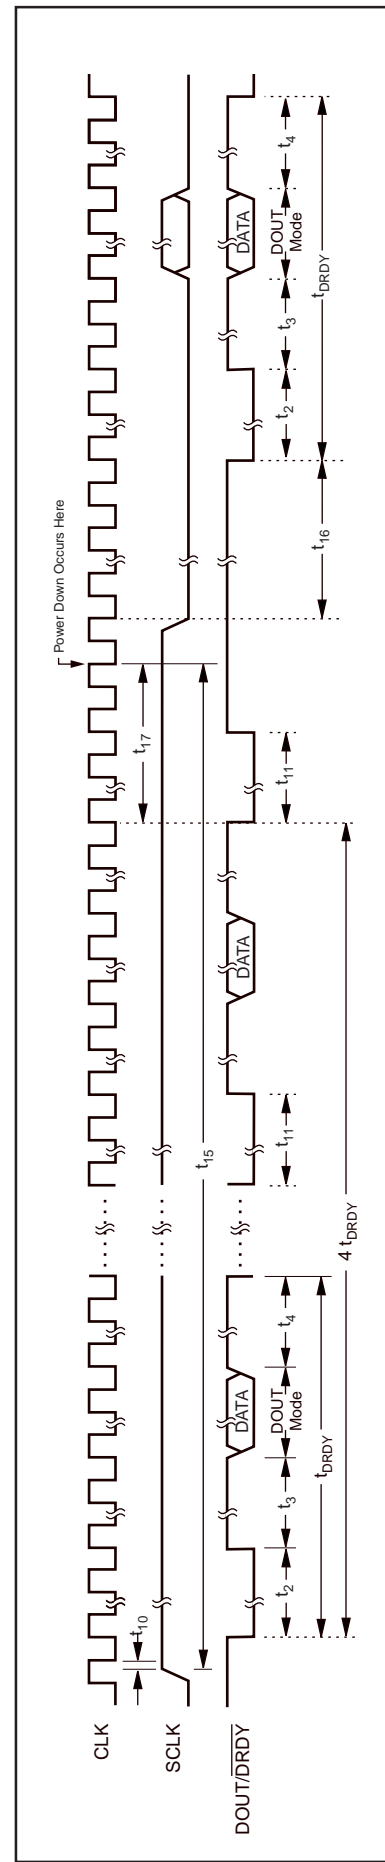 Power Down Occurs Here
CLK
t10
t17
SCLK
t15
DOUT/DRDY
DATA
DATA
DATA
t2
t3
DOUT
Mode
t4
t11
t11
t16
t2
t3
DOUT
Mode
t4
tDRDY
tDRDY
4 tDRDY